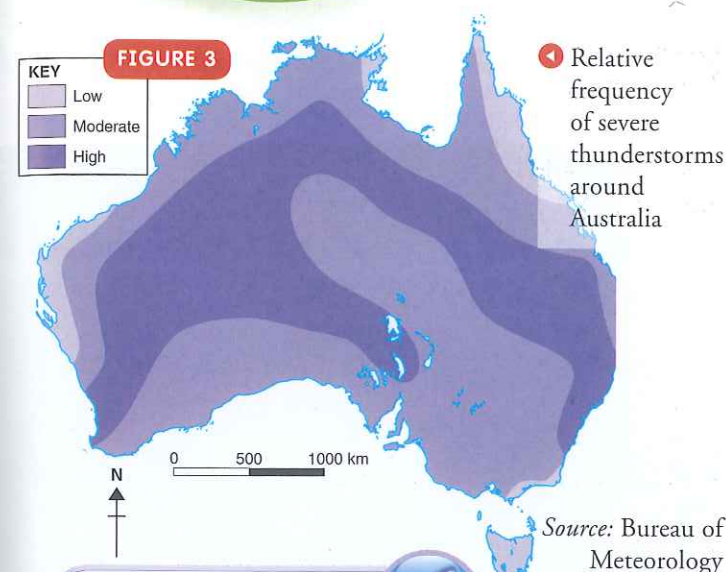 FIGURE 3
KEY
Low
Moderate
High
Relative
frequency
of severe
thunderstorms
around
Australia
0 500 1000 km
N
Source: Bureau of
Meteorology